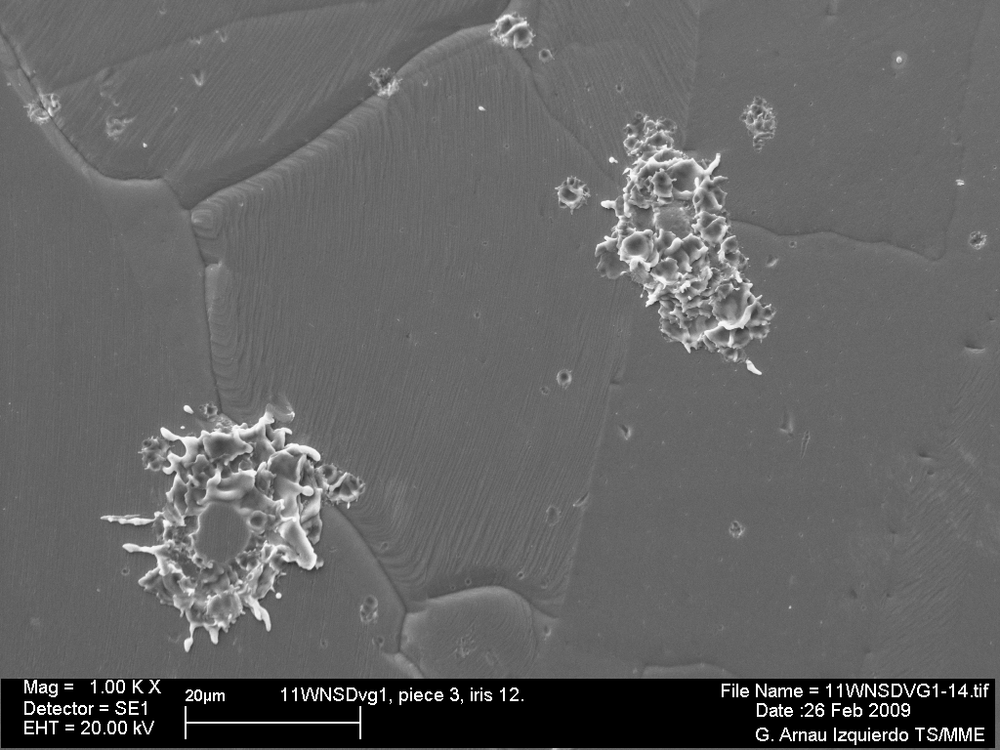 Mag = 1.00 K X
Detector = SE1
EHT = 20.00 kV
20µm
11WNSDvg1, piece 3, iris 12.
File Name = 11WNSDVG1-14.tif
Date :26 Feb 2009
G. Arnau Izquierdo TS/MME